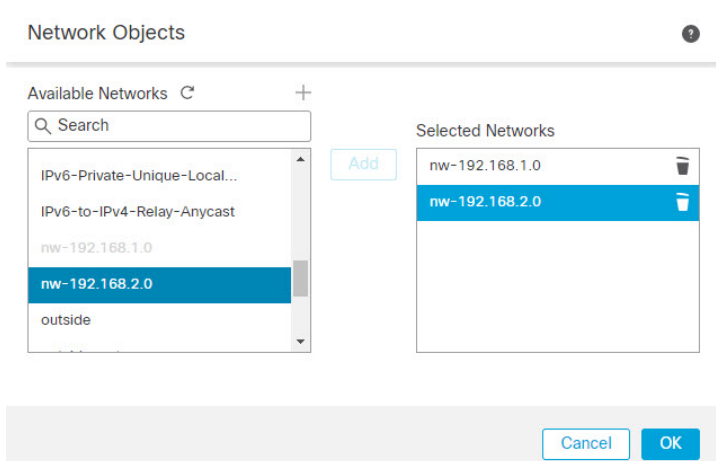 Network Objects
?
Available Networks
Search
IPv6-Private-Unique-Local...
IPv6-to-IPv4-Relay-Anycast
nw-192.168.1.0
nw-192.168.2.0
outside
Add
Selected Networks
nw-192.168.1.0
nw-192.168.2.0
Cancel
OK